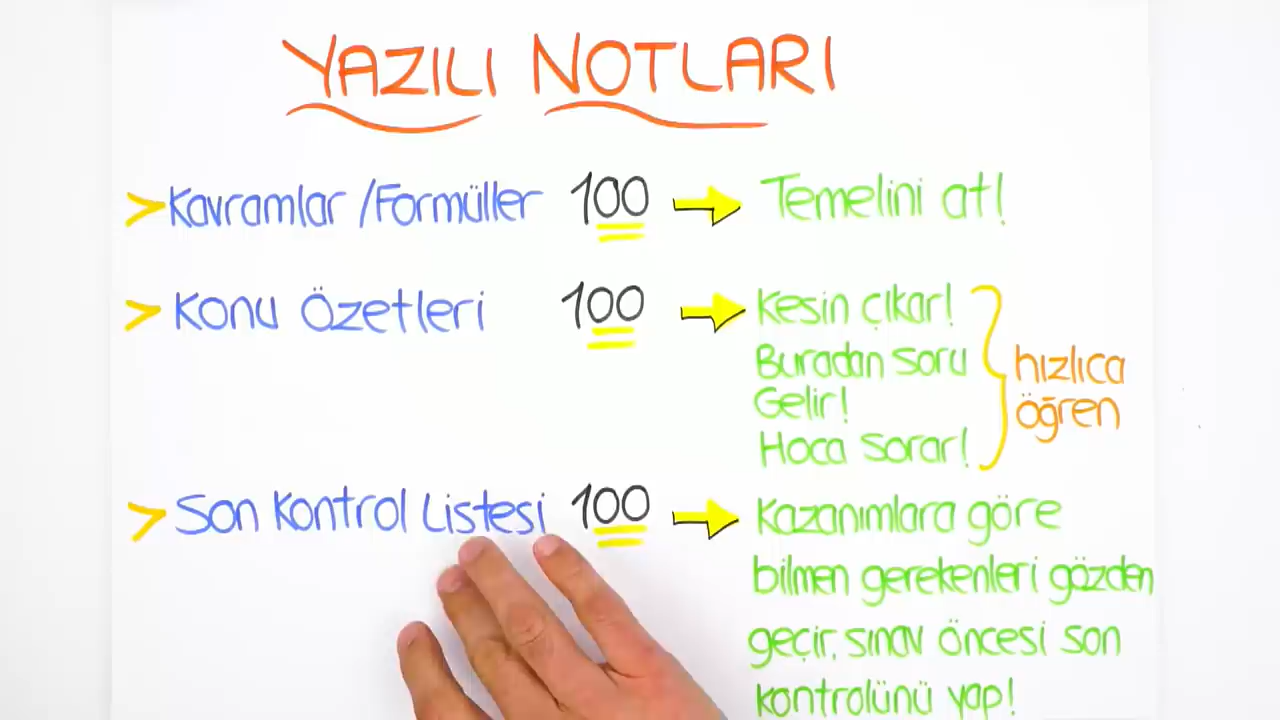 YAZILI NOTLARI
> Kavramlar /Formüller 100 → Temelini at!
> Konu Özetleri 100 → Kesin çıkar!
Buradan soru
Gelir!
Hoca sorar!
hızlıca
öğren
> Son Kontrol Listesi 100 → Kazanımlara göre
bilmen gerekenleri gözden
geçir, sınav öncesi son
kontrolünü yap!